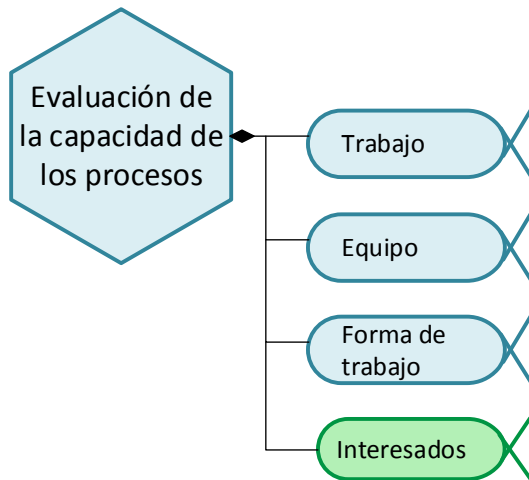 Evaluación de
la capacidad de
los procesos
Trabajo
Equipo
Forma de
trabajo
Interesados